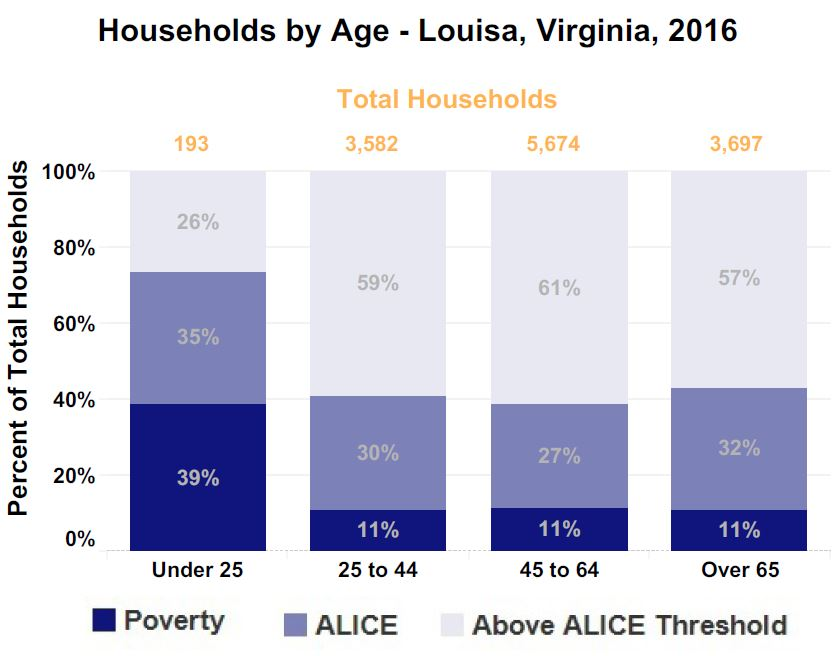 Households by Age - Louisa, Virginia, 2016
Total Households
193 3,582 5,674 3,697
Percent of Total Households
100%
80%
60%
40%
20%
0%
26% 59% 61% 57%
35% 30% 27% 32%
39% 11% 11% 11%
Under 25 25 to 44 45 to 64 Over 65
Poverty ALICE Above ALICE Threshold